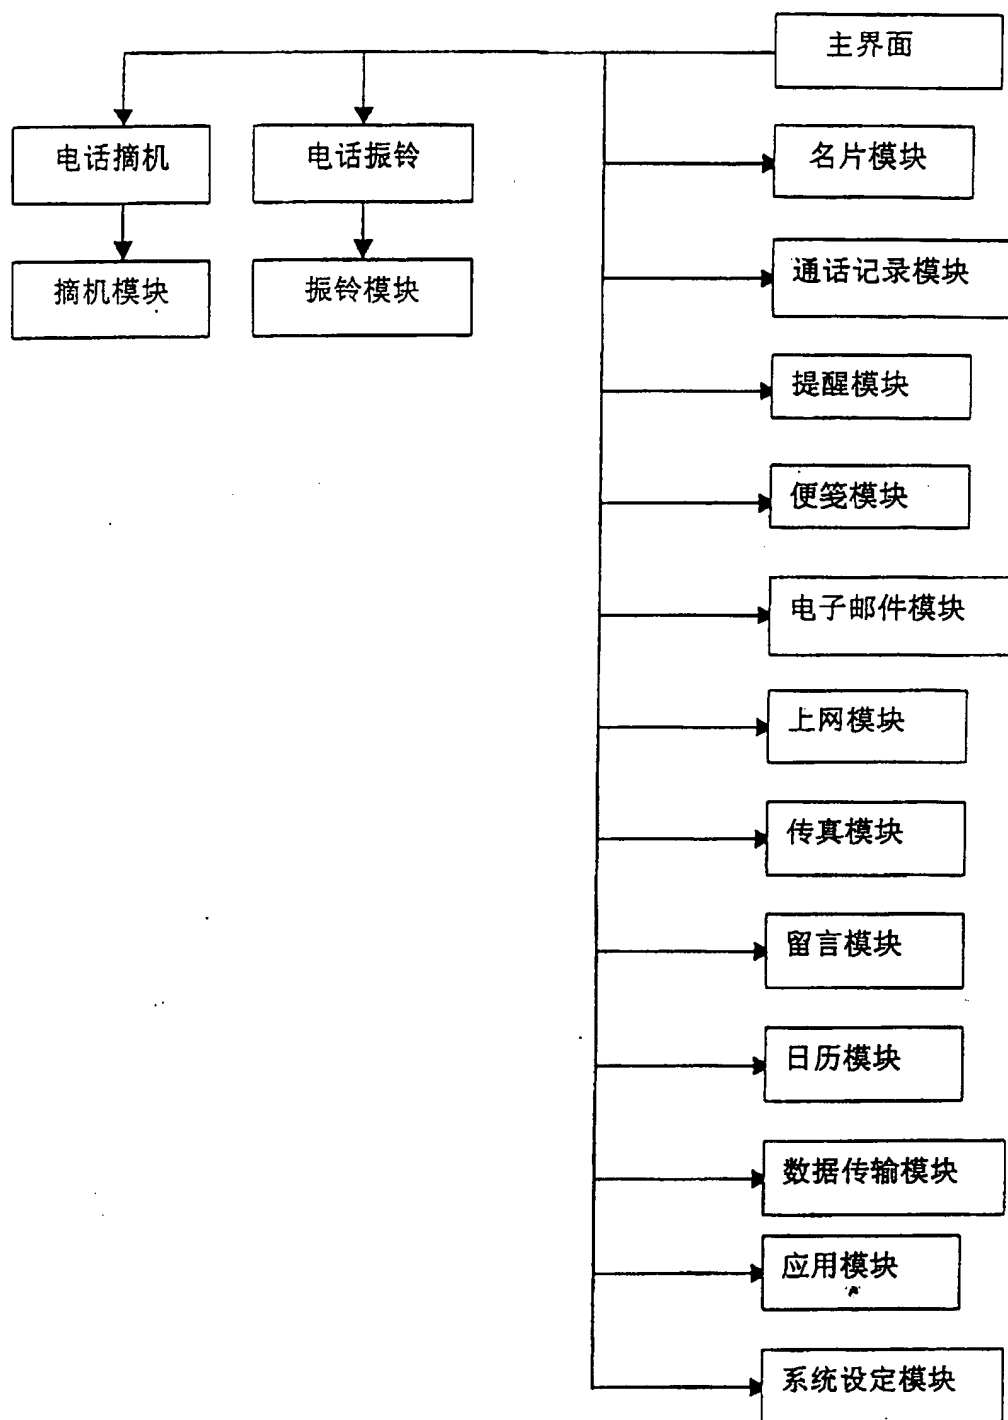 主界面
电话摘机
电话振铃
名片模块
摘机模块
振铃模块
通话记录模块
提醒模块
便笺模块
电子邮件模块
上网模块
传真模块
留言模块
日历模块
数据传输模块
应用模块
系统设定模块